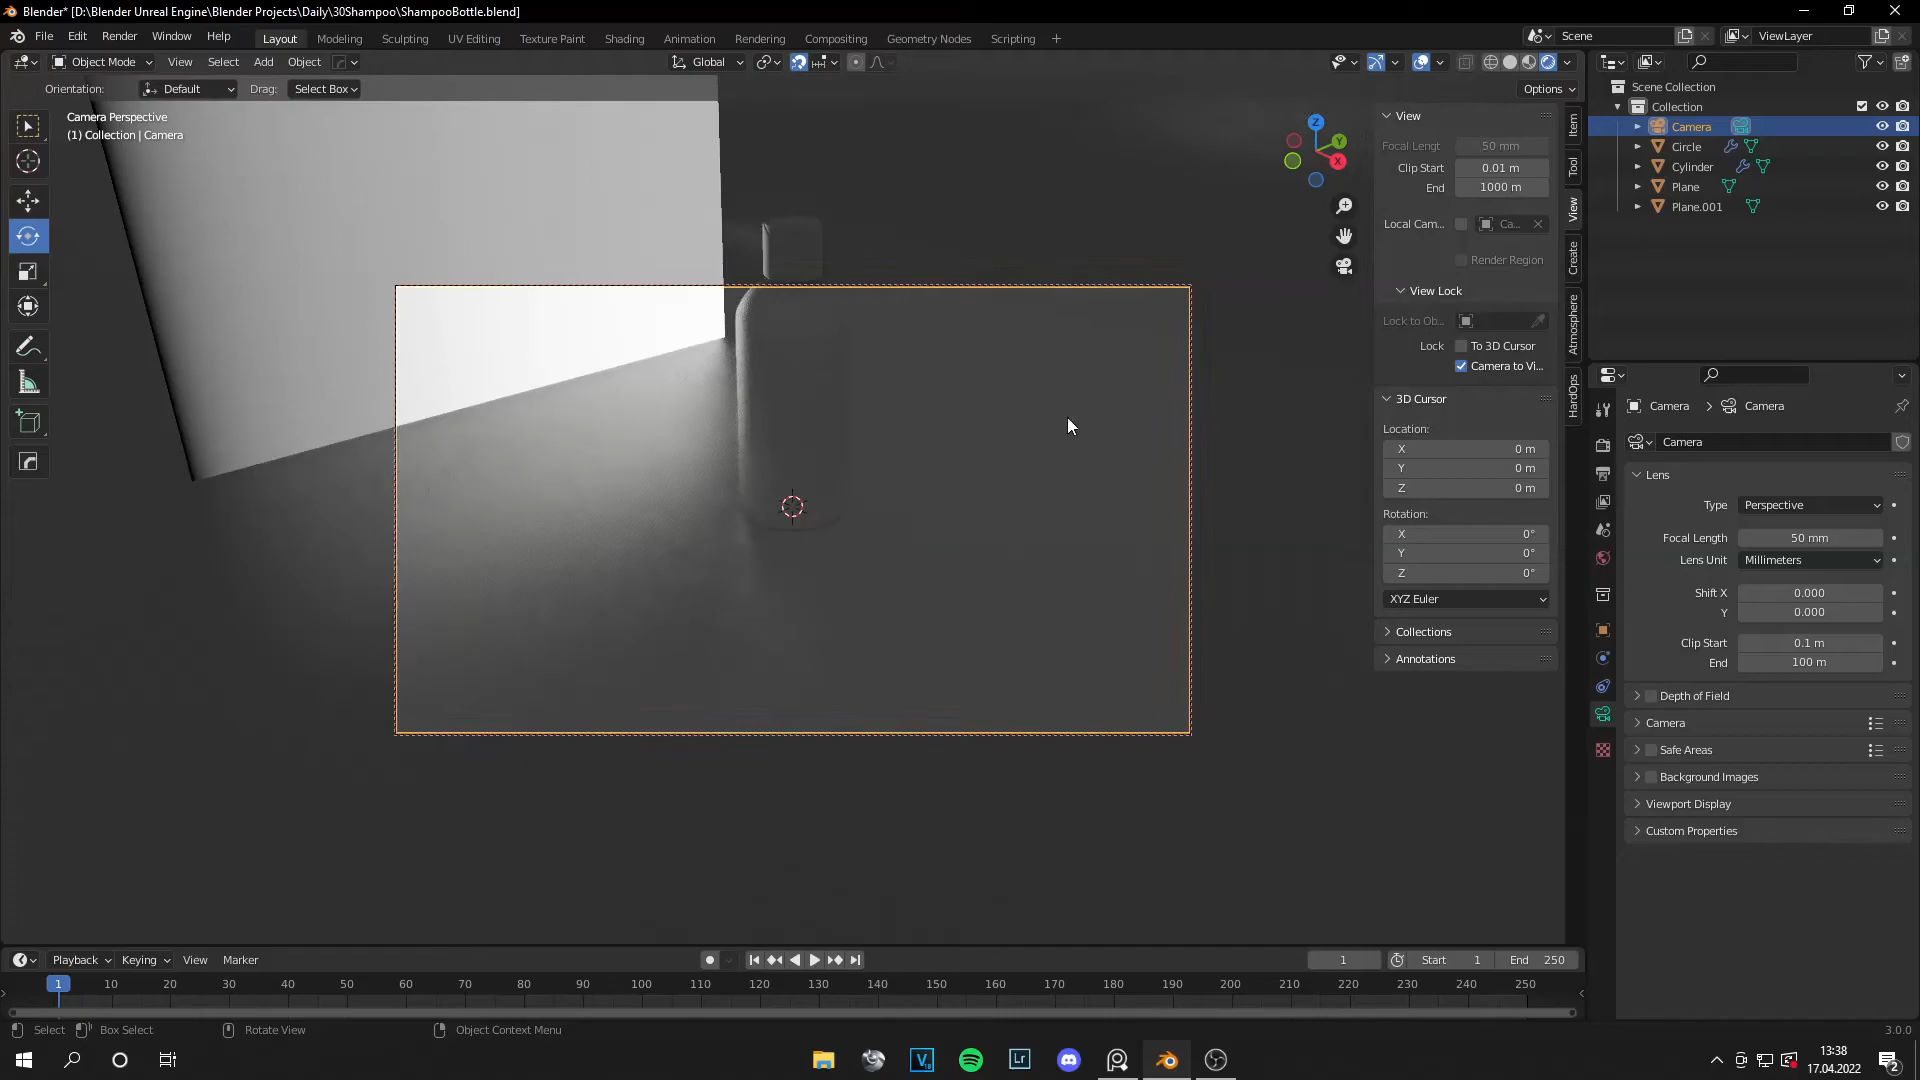 Blender* [D:\Blender Unreal Engine\Blender Projects\Daily\30Shampoo\ShampooBottle.blend]
File Edit Render Window Help
Layout Modeling Sculpting UV Editing Texture Paint Shading Animation Rendering Compositing Geometry Nodes Scripting +
Scene
ViewLayer
Object Mode View Select Add Object
Global
Orientation: Default Drag: Select Box
Options
Camera Perspective
(1) Collection | Camera
Z
Y
X
View
Focal Lengt 50 mm
Clip Start 0.01 m
End 1000 m
Local Cam... Ca...
Render Region
View Lock
Lock to Ob...
Lock To 3D Cursor
Camera to Vi...
3D Cursor
Location:
X 0 m
Y 0 m
Z 0 m
Rotation:
X 0°
Y 0°
Z 0°
XYZ Euler
Collections
Annotations
Item
Tool
View
Create
Atmosphere
HardOps
Scene Collection
Collection
Camera
Circle
Cylinder
Plane
Plane.001
Camera > Camera
Camera
Lens
Type Perspective
Focal Length 50 mm
Lens Unit Millimeters
Shift X 0.000
Y 0.000
Clip Start 0.1 m
End 100 m
Depth of Field
Camera
Safe Areas
Background Images
Viewport Display
Custom Properties
Playback Keying View Marker
1 Start 1 End 250
1 10 20 30 40 50 60 70 80 90 100 110 120 130 140 150 160 170 180 190 200 210 220 230 240 250
Select Box Select Rotate View Object Context Menu
3.0.0
Lr
13:38
17.04.2022
2